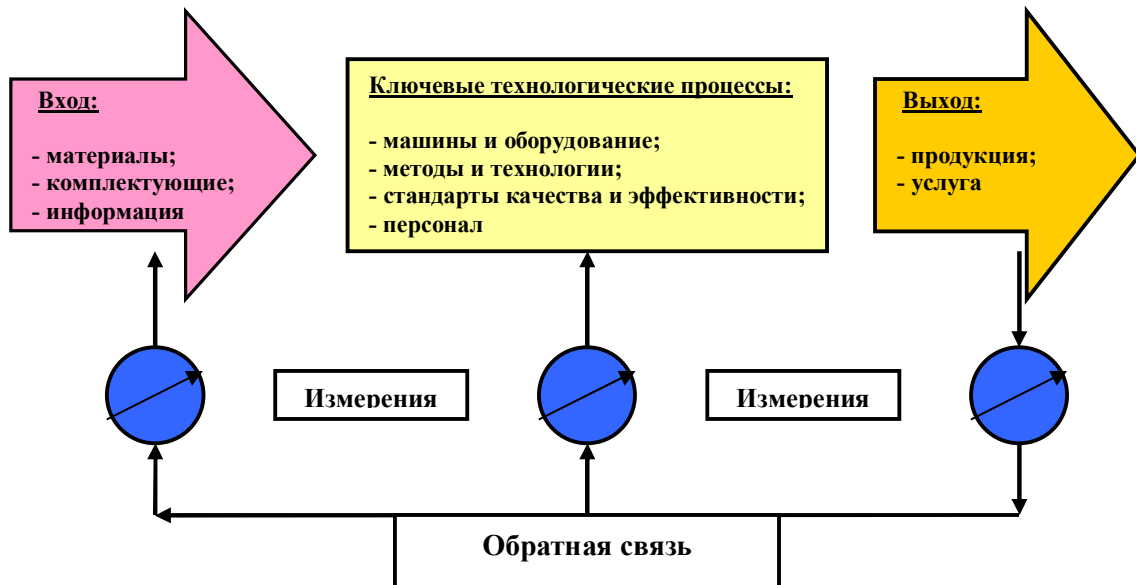 Вход:
- материалы;
- комплектующие;
- информация
Ключевые технологические процессы:
- машины и оборудование;
- методы и технологии;
- стандарты качества и эффективности;
- персонал
Выход:
- продукция;
- услуга
Измерения
Измерения
Обратная связь